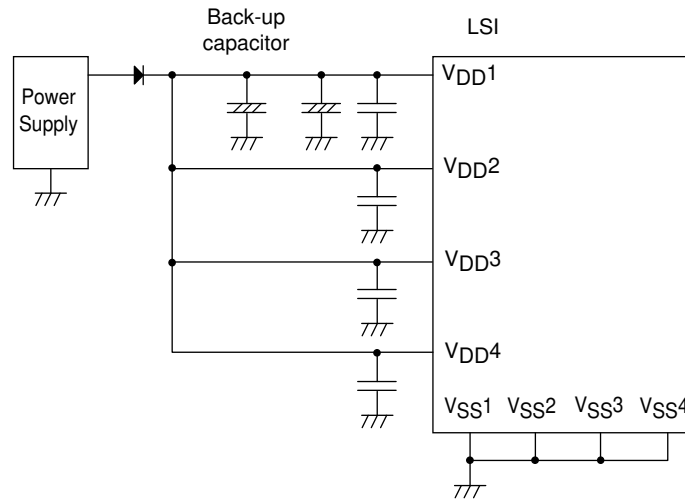 Back-up
capacitor
LSI
Power
Supply
VDD1
VDD2
VDD3
VDD4
VSS1 VSS2 VSS3 VSS4